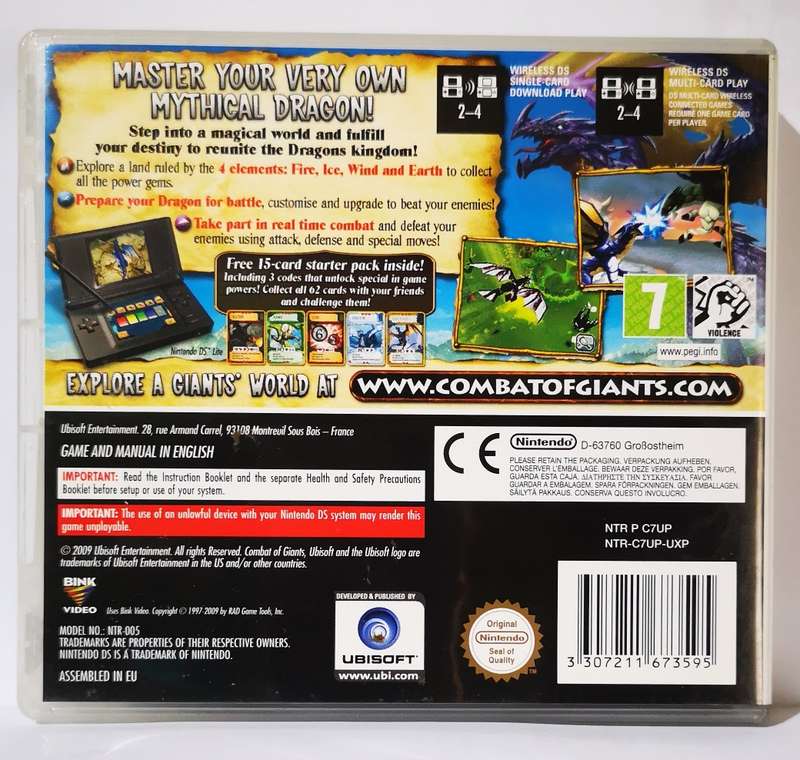 MASTER YOUR VERY OWN
MYTHICAL DRAGON!
Step into a magical world and fulfill
your destiny to reunite the Dragons kingdom!
Explore a land ruled by the 4 elements: Fire, Ice, Wind and Earth to collect
all the power gems.
Prepare your Dragon for battle, customise and upgrade to beat your enemies!
Take part in real time combat and defeat your
enemies using attack, defense and special moves!
2-4
WIRELESS DS
SINGLE-CARD
DOWNLOAD PLAY
2-4
WIRELESS DS
MULTI-CARD PLAY
DS MULTI-CARD WIRELESS
CONNECTED GAMES
REQUIRE ONE GAME CARD
PER PLAYER.
Free 15-card starter pack inside!
Including 3 codes that unlock special in game
powers! Collect all 62 cards with your friends
and challenge them!
Nintendo DS Lite
7
VIOLENCE
www.pegi.info
EXPLORE A GIANTS' WORLD AT WWW.COMBATOFGIANTS.COM
Ubisoft Entertainment. 28, rue Armand Carrel, 93108 Montreuil Sous Bois – France
GAME AND MANUAL IN ENGLISH
IMPORTANT: Read the Instruction Booklet and the separate Health and Safety Precautions
Booklet before setup or use of your system.
IMPORTANT: The use of an unlawful device with your Nintendo DS system may render this
game unplayable.
© 2009 Ubisoft Entertainment. All rights Reserved. Combat of Giants, Ubisoft and the Ubisoft logo are
trademarks of Ubisoft Entertainment in the US and/or other countries.
BINK
VIDEO
Uses Bink Video. Copyright © 1997-2009 by RAD Game Tools, Inc.
MODEL NO.: NTR-005
TRADEMARKS ARE PROPERTIES OF THEIR RESPECTIVE OWNERS.
NINTENDO DS IS A TRADEMARK OF NINTENDO.
ASSEMBLED IN EU
DEVELOPED & PUBLISHED BY
UBISOFT
www.ubi.com
CE
Nintendo D-63760 Großostheim
PLEASE RETAIN THE PACKAGING. VERPACKUNG AUFHEBEN.
CONSERVER L'EMBALLAGE. BEWAAR DEZE VERPAKKING. POR FAVOR,
GUARDA ESTA CAJA. ΔΙΑΤΗΡΗΣΤΕ ΤΗΝ ΣΥΣΚΕΥΑΣΙΑ. FAVOR
GUARDAR A EMBALAGEM. SPARA FÖRPACKNINGEN. GEM EMBALLAGEN.
SÄILYTÄ PAKKAUS. CONSERVA QUESTO INVOLUCRO.
NTR P C7UP
NTR-C7UP-UXP
Original
Nintendo
Seal of
Quality
TM
3 307211 673595